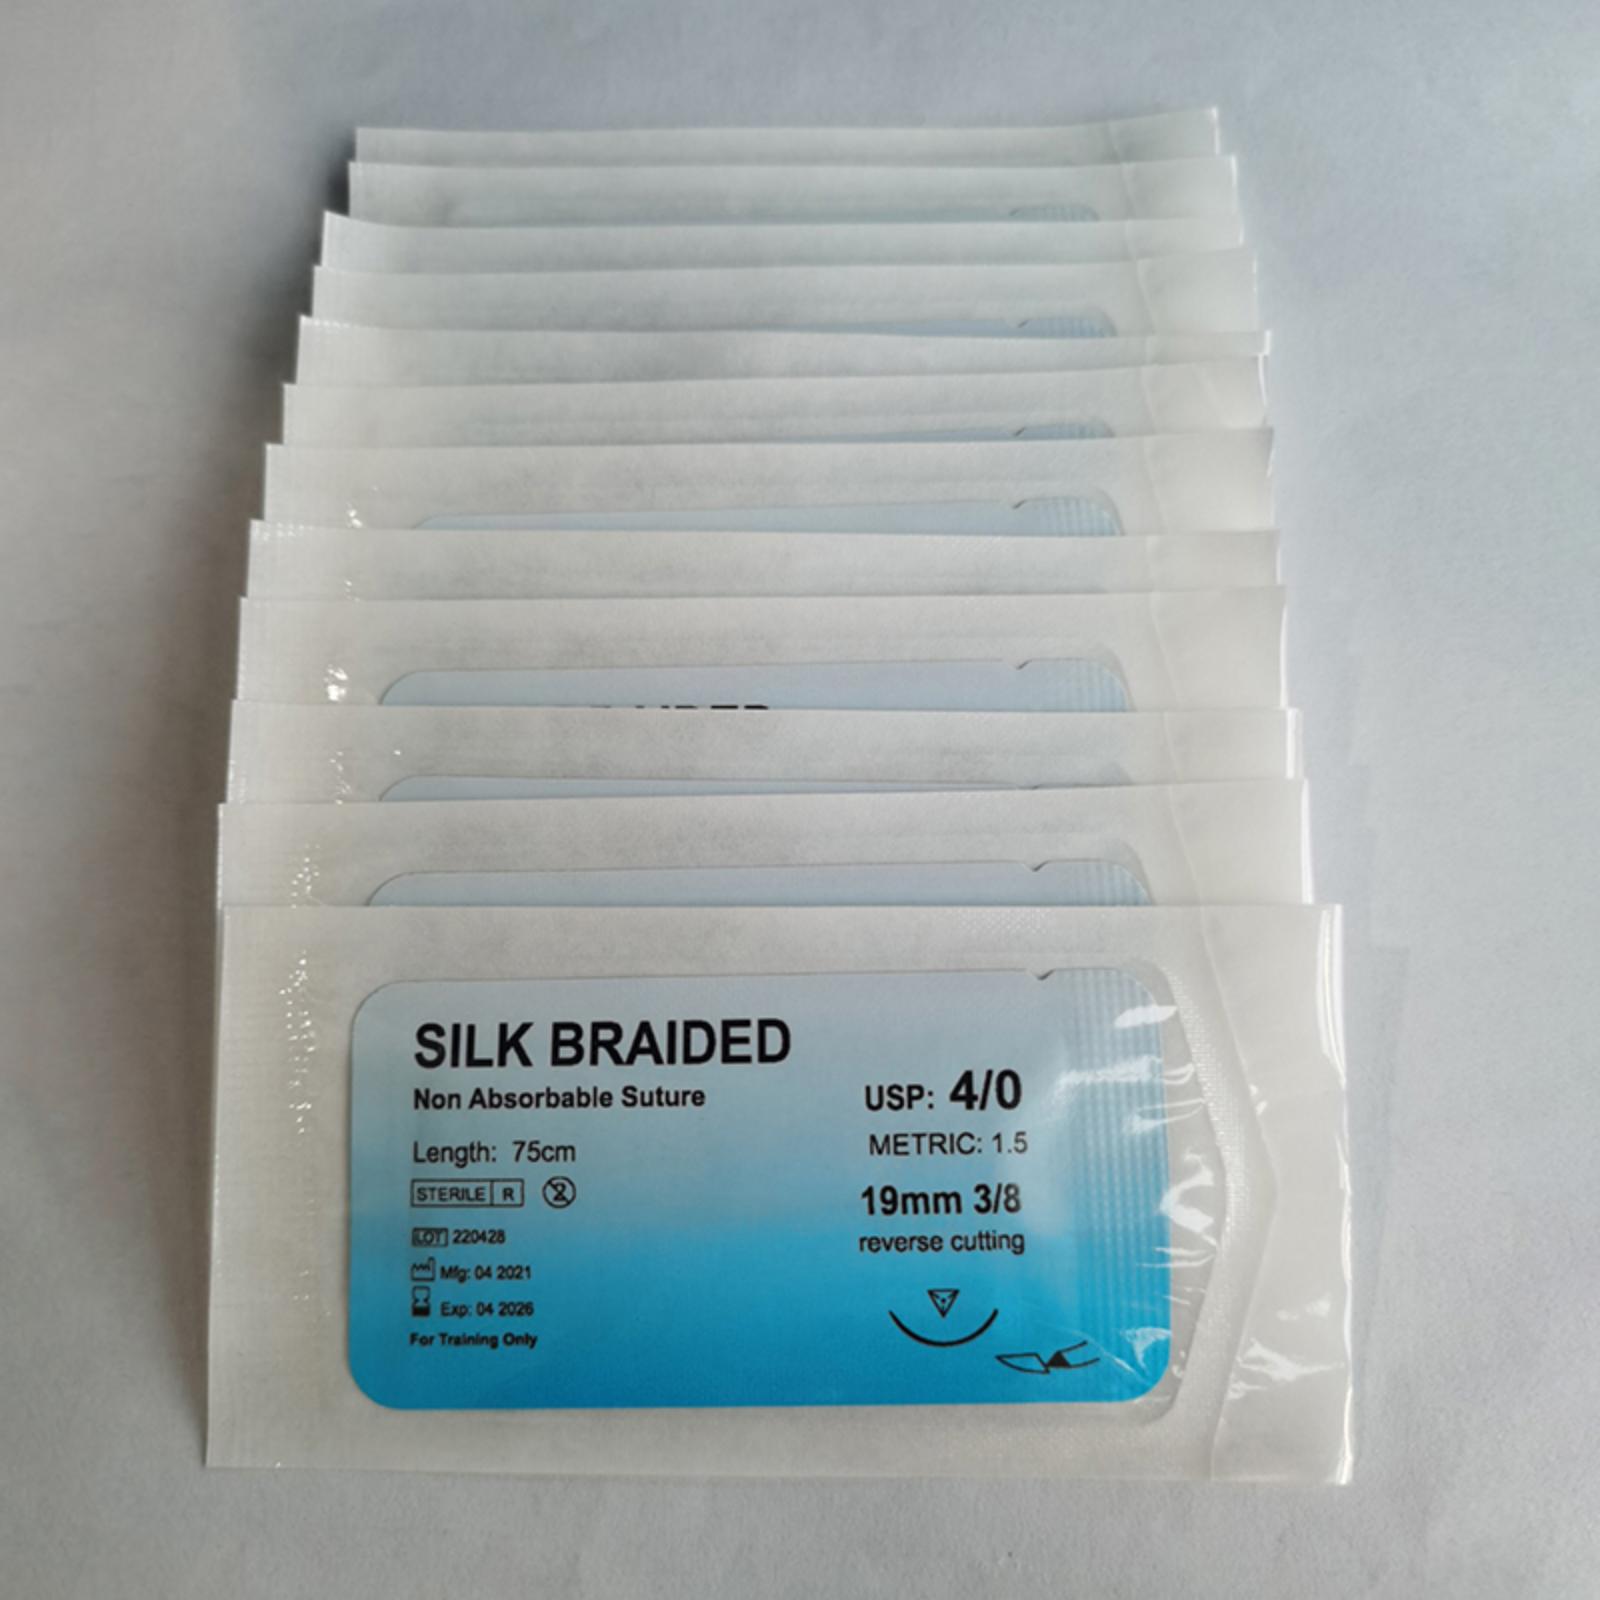 SILK BRAIDED
Non Absorbable Suture
Length: 75cm
STERILE R
LOT 220428
Mfg: 04 2021
Exp: 04 2026
For Training Only
USP: 4/0
METRIC: 1.5
19mm 3/8
reverse cutting